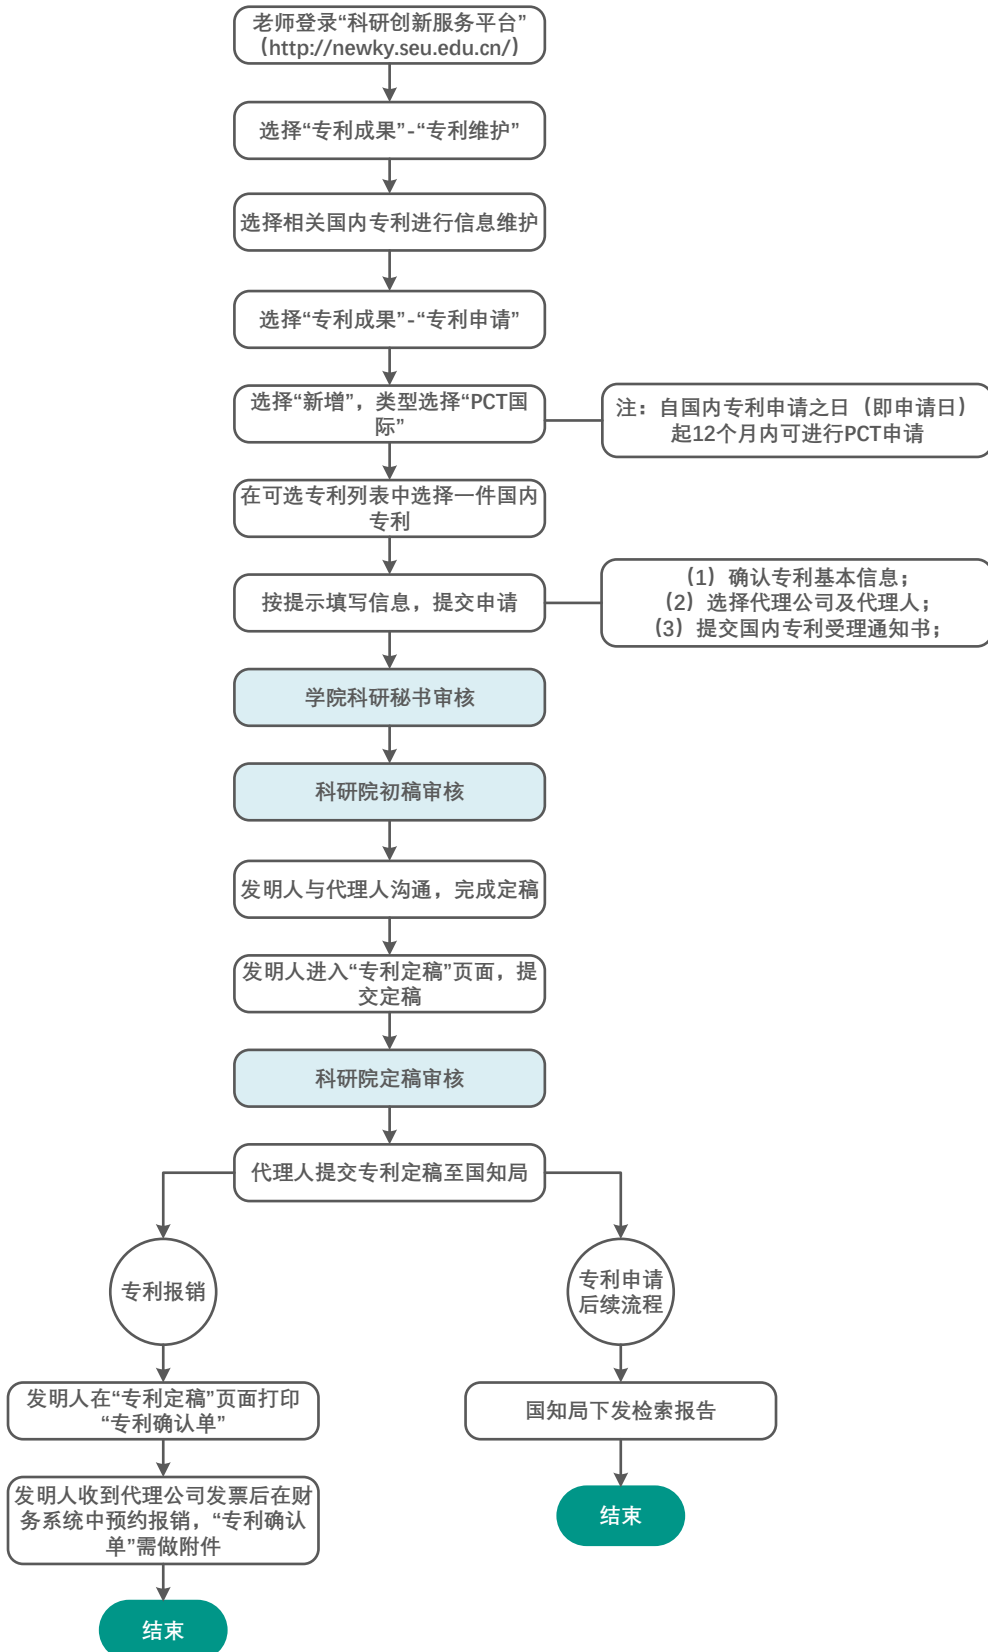 老师登录“科研创新服务平台”
（http://newky.seu.edu.cn/）
选择“专利成果”-“专利维护”
选择相关国内专利进行信息维护
选择“专利成果”-“专利申请”
选择“新增”，类型选择“PCT国
际”
注：自国内专利申请之日（即申请日）
起12个月内可进行PCT申请
在可选专利列表中选择一件国内
专利
按提示填写信息，提交申请
（1）确认专利基本信息；
（2）选择代理公司及代理人；
（3）提交国内专利受理通知书；
学院科研秘书审核
科研院初稿审核
发明人与代理人沟通，完成定稿
发明人进入“专利定稿”页面，提
交定稿
科研院定稿审核
代理人提交专利定稿至国知局
专利报销
发明人在“专利定稿”页面打印
“专利确认单”
发明人收到代理公司发票后在财
务系统中预约报销，“专利确认
单”需做附件
结束
专利申请
后续流程
国知局下发检索报告
结束